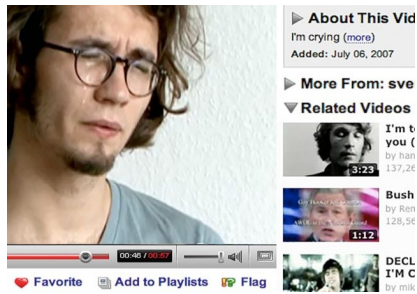 About This Vid
I'm crying (more)
Added: July 06, 2007
More From: sve
Related Videos
I'm t
you (
by han
3:23
137,26
Bush
by Ren
128,56
1:12
00:46 / 00:57
DECL
I'M C
by mik
Favorite
Add to Playlists
Flag